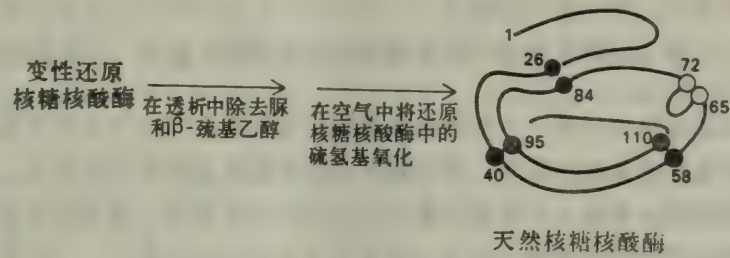 变性还原
核糖核酸酶
在透析中除去脲
和β-巯基乙醇
在空气中将还原
核糖核酸酶中的
硫氢基氧化
1
26
84
72
65
95
110
40
58
天然核糖核酸酶